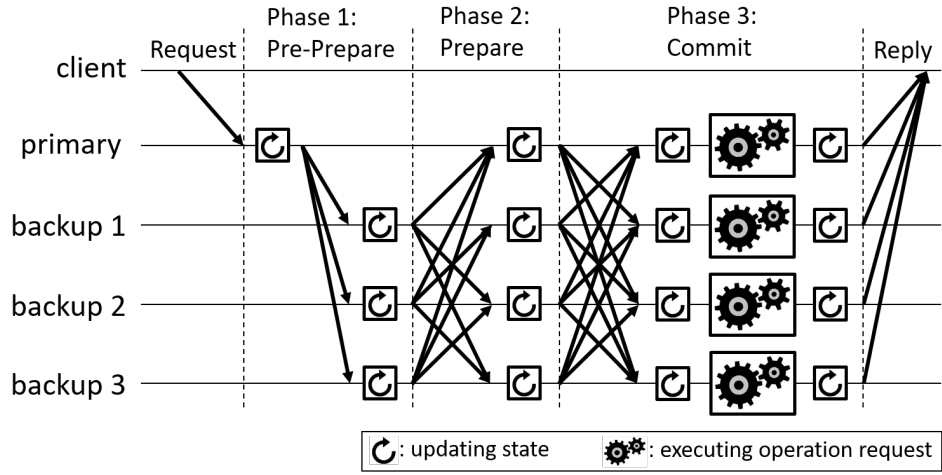 Request
Phase 1:
Pre-Prepare
Phase 2:
Prepare
Phase 3:
Commit
Reply
client
primary
backup 1
backup 2
backup 3
: updating state
: executing operation request